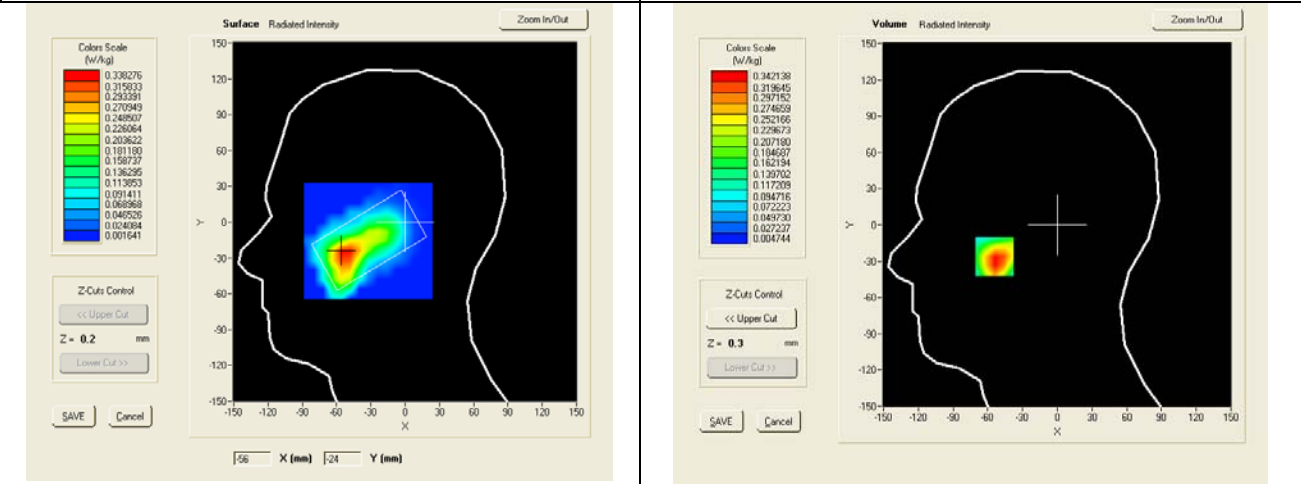 Surface Radiated Intensity
Zoom In/Out
Colors Scale
(W/kg)
0.338276
0.315833
0.293391
0.270949
0.248507
0.226064
0.203622
0.181180
0.158737
0.136295
0.113853
0.091411
0.068968
0.046526
0.024084
0.001641
150
120
90
60
30
0
-30
-60
-90
-120
-150
Y
-150 -120 -90 -60 -30 0 30 60 90 120 150
X
Z-Cuts Control
<< Upper Cut
Z = 0.2 mm
Lower Cut >>
SAVE Cancel
-56 X (mm) -24 Y (mm)
Volume Radiated Intensity
Zoom In/Out
Colors Scale
(W/kg)
0.342138
0.319645
0.297152
0.274659
0.252166
0.229673
0.207180
0.184687
0.162194
0.139702
0.117209
0.094716
0.072223
0.049730
0.027237
0.004744
150
120
90
60
30
0
-30
-60
-90
-120
-150
Y
-150 -120 -90 -60 -30 0 30 60 90 120 150
X
Z-Cuts Control
<< Upper Cut
Z = 0.3 mm
Lower Cut >>
SAVE Cancel